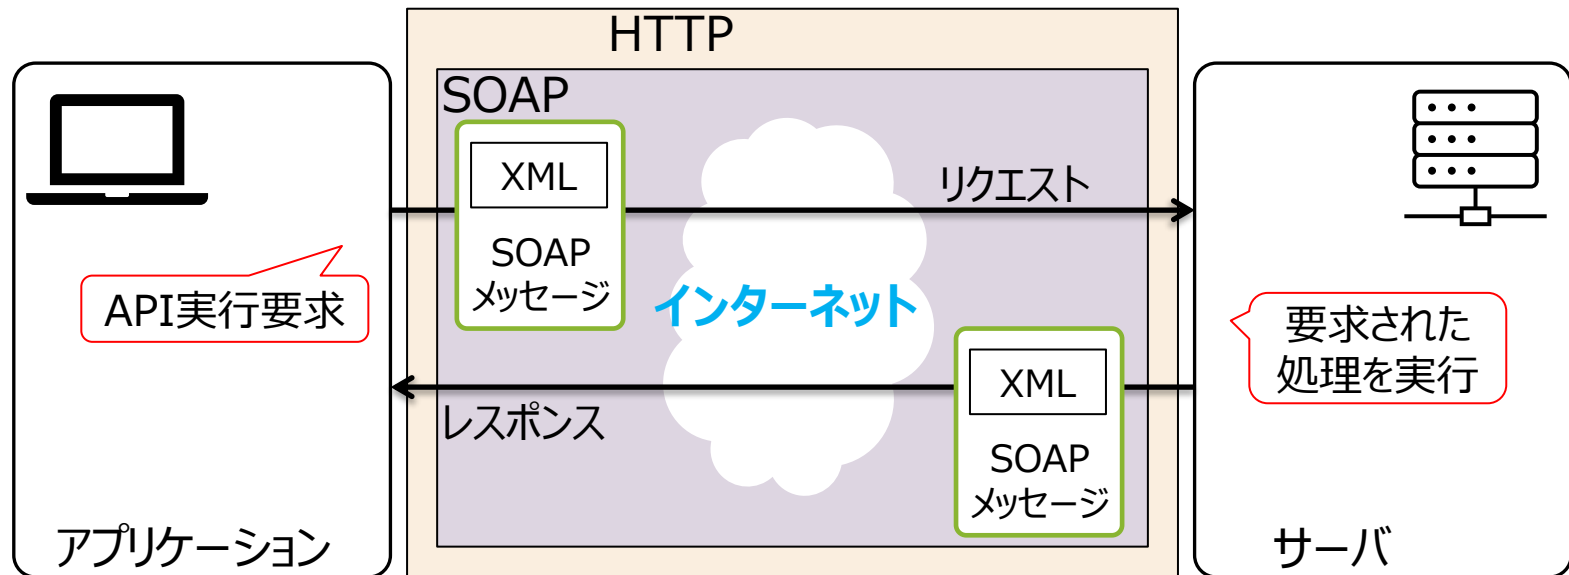 HTTP
SOAP
XML
SOAP
メッセージ
リクエスト
API実行要求
インターネット
要求された
処理を実行
XML
SOAP
メッセージ
レスポンス
アプリケーション
サーバ